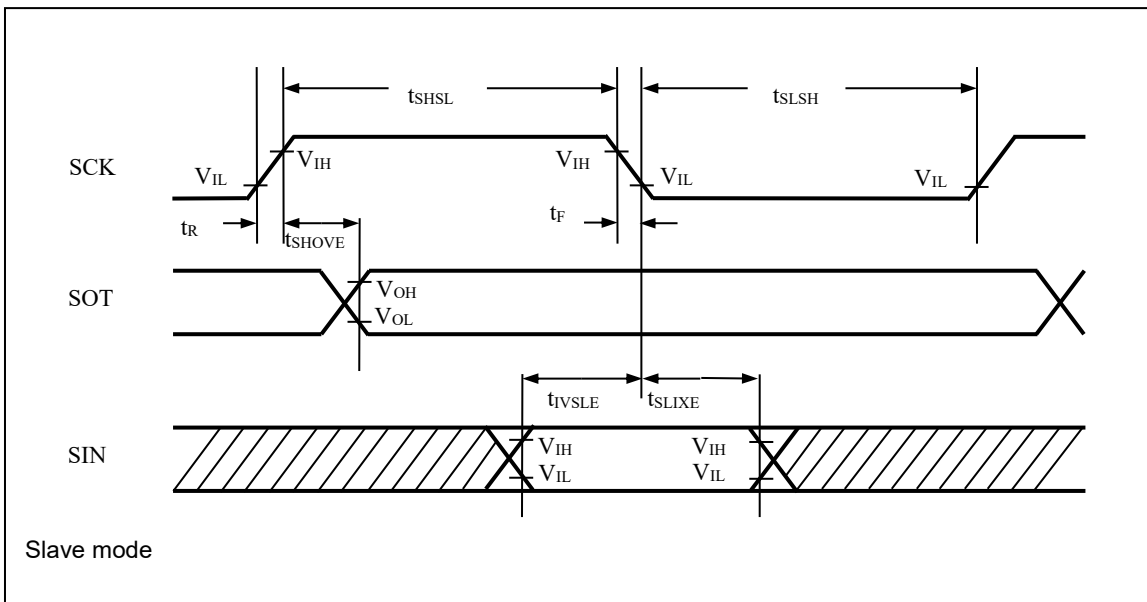 tSHSL tSLSH
SCK VIL VIH VIH VIL VIL
tR tSHOVE tF
SOT VOH
VOL
tIVSLE tSLIXE
SIN VIH VIH
VIL VIL
Slave mode